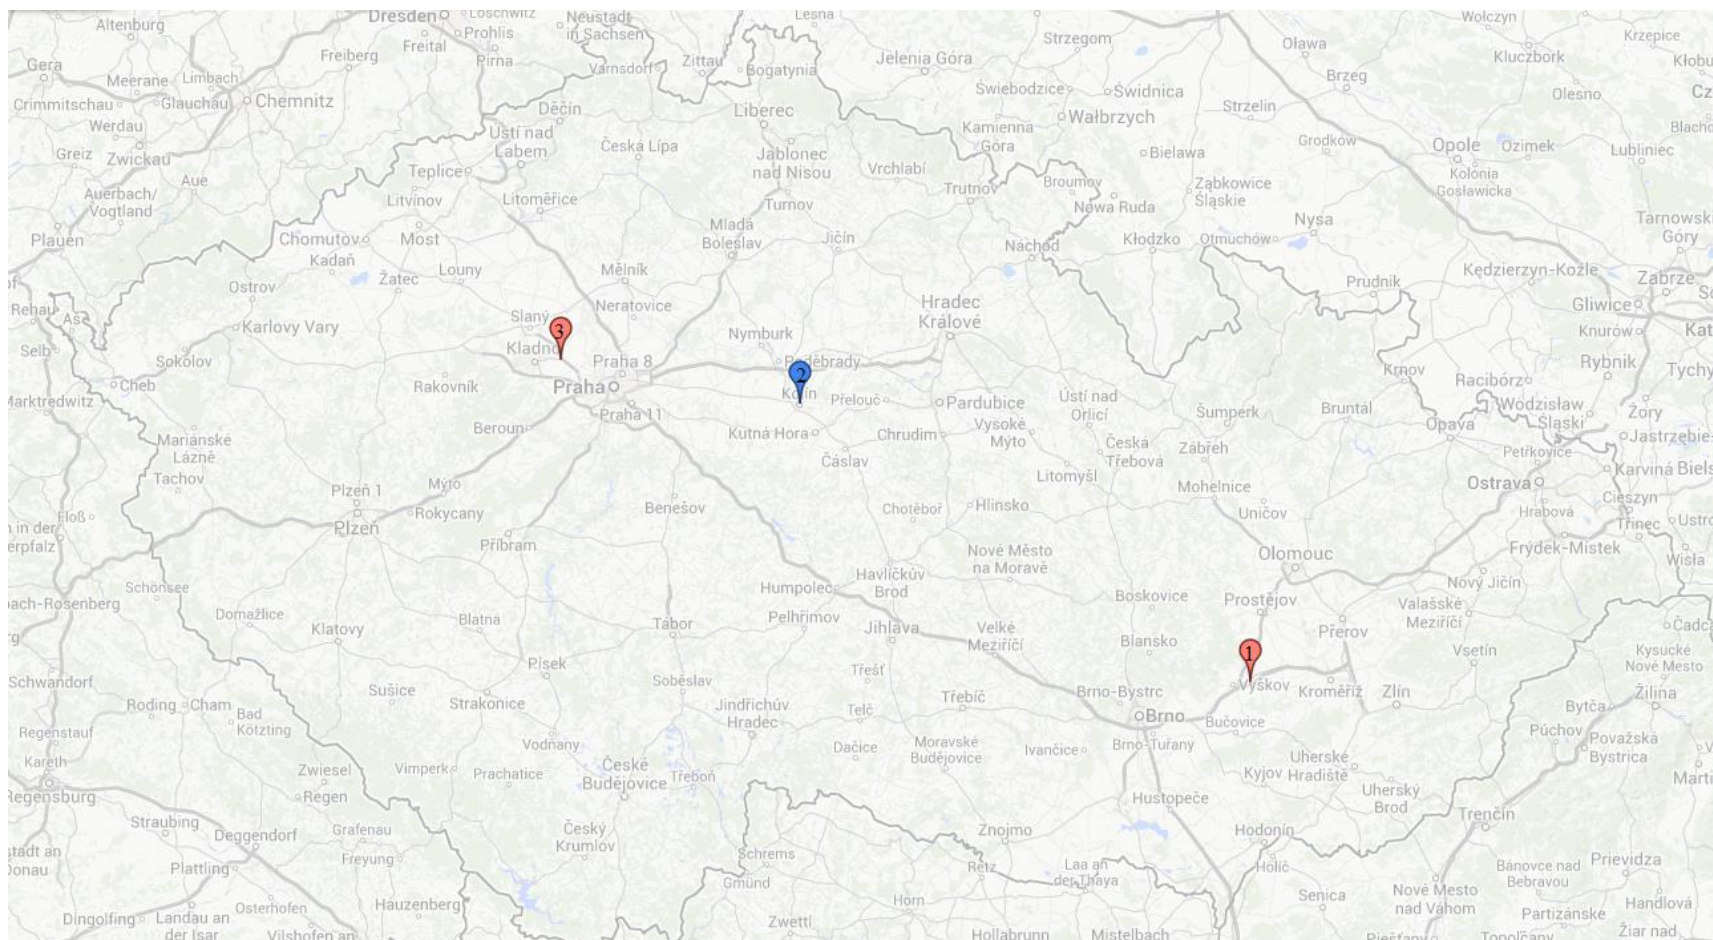 Altenburg
Dresden
Loschwitz
Neustadt
in Sachsen
Leśna
Wołczyn
Krzepice
Prohlis
Freital
Pirna
Freiberg
Gera
Meerane
Limbach
Crimmitschau
Glauchau
Chemnitz
Werdau
Greiz
Zwickau
Varnsdorf
Zittau
Bogatynia
Jelenia Góra
Strzegom
Oława
Brzeg
Kluczbork
Olesno
Świebodzice
Świdnica
Strzelin
Wałbrzych
Kamienna
Góra
Bielawa
Grodków
Opole
Ozimek
Lubliniec
Kolonia
Gosławicka
Děčín
Liberec
Ústí nad
Labem
Česká Lípa
Jablonec
nad Nisou
Vrchlabí
Trutnov
Broumov
Ząbkowice
Śląskie
Nowa Ruda
Nysa
Tarnowski
Góry
Auerbach/
Vogtland
Aue
Plauen
Teplice
Litvínov
Litoměřice
Turnov
Mladá
Boleslav
Jičín
Náchod
Kłodzko
Otmuchów
Chomutov
Most
Kadaň
Žatec
Louny
Mělník
Neratovice
Prudnik
Kędzierzyn-Koźle
Zabrze
Gliwice
Knurów
Rybnik
Rehau
Aš
Selb
Ostrov
Karlovy Vary
Sokolov
Cheb
Slaný
3
Kladno
Rakovník
Praha 8
Praha
Praha 11
Beroun
Nymburk
Poděbrady
2
Kolín
Přelouč
Hradec
Králové
Pardubice
Kutná Hora
Chrudim
Čáslav
Vysoké
Mýto
Ústí nad
Orlicí
Česká
Třebová
Litomyšl
Šumperk
Zábřeh
Bruntál
Krnov
Racibórz
Wodzisław
Śląski
Żory
Opava
Petřkovice
Karviná
Ostrava
Cieszyn
Hrabová
Třinec
Frýdek-Místek
Wisła
Marktredwitz
Mariánské
Lázně
Tachov
Plzeň 1
Plzeň
Mýto
Rokycany
Příbram
Benešov
Chotěboř
Hlinsko
Mohelnice
Uničov
Olomouc
Nový Jičín
Floß
Schönsee
Domažlice
Klatovy
Blatná
Tábor
Humpolec
Pelhřimov
Havlíčkův
Brod
Nové Město
na Moravě
Boskovice
Prostějov
Přerov
Valašské
Meziříčí
Vsetín
Kysucké
Nové Mesto
Žilina
Jihlava
Velké
Meziříčí
Blansko
1
Vyškov
Kroměříž
Zlín
Schwandorf
Roding
Cham
Bad
Kötzting
Sušice
Písek
Strakonice
Soběslav
Třešť
Jindřichův
Hradec
Telč
Třebíč
Brno-Bystrc
Brno
Bučovice
Brno-Tuřany
Bytča
Púchov
Považská
Bystrica
Regenstauf
Kareth
Regensburg
Zwiesel
Regen
Vimperk
Prachatice
Vodňany
České
Budějovice
Třeboň
Dačice
Moravské
Budějovice
Ivančice
Kyjov
Uherské
Hradiště
Uherský
Brod
Trenčín
Straubing
Deggendorf
Grafenau
Freyung
Plattling
Český
Krumlov
Schrems
Gmünd
Znojmo
Retz
Laa an
der Thaya
Hustopeče
Hodonín
Holíč
Bánovce nad
Bebravou
Prievidza
Senica
Nové Mesto
nad Váhom
Partizánske
Handlová
Dingolfing
Landau an
der Isar
Osterhofen
Vilshofen an
Hauzenberg
Zwettl
Horn
Hollabrunn
Mistelbach
Piešťany
Topoľčany
Žiar nad